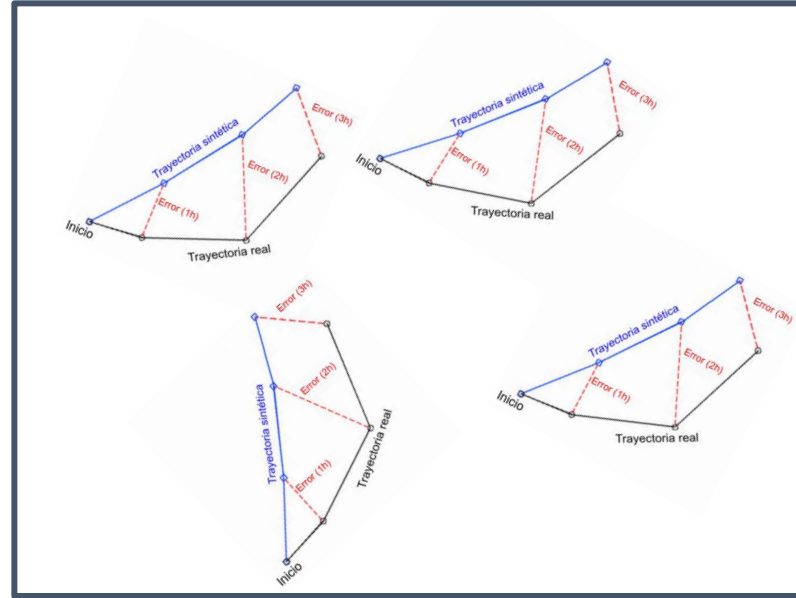 Error (3h)
Trayectoria sintética
Error (2h)
Error (1h)
Inicio
Trayectoria real
Error (3h)
Trayectoria sintética
Error (2h)
Error (1h)
Inicio
Trayectoria real
Error (3h)
Error (2h)
Trayectoria sintética
Trayectoria real
Error (1h)
Inicio
Error (3h)
Trayectoria sintética
Error (2h)
Error (1h)
Inicio
Trayectoria real